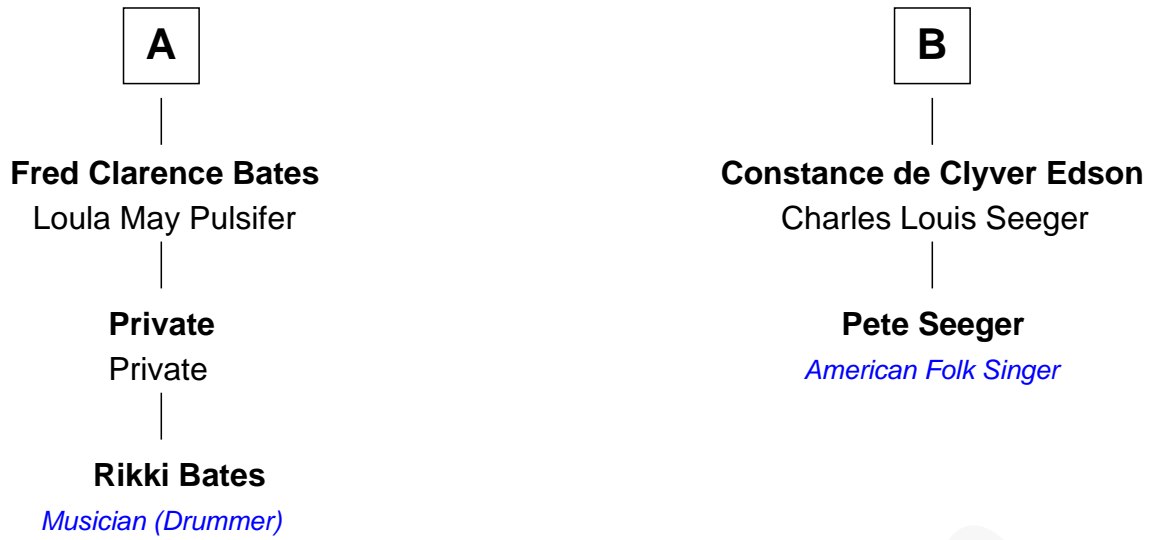 A
B
Fred Clarence Bates
Loula May Pulsifer
Constance de Clyver Edson
Charles Louis Seeger
Private
Private
Pete Seeger
American Folk Singer
Rikki Bates
Musician (Drummer)